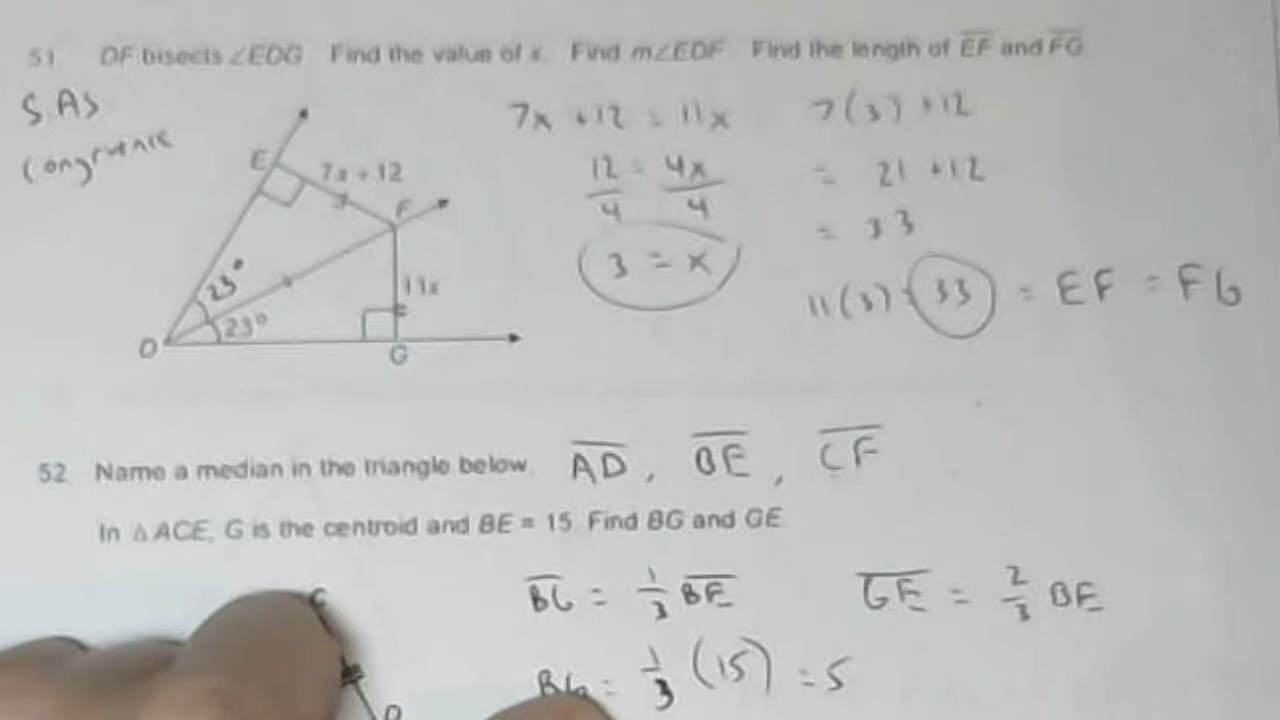 51 DF bisects ∠EDG Find the value of x. Find m∠EDF Find the length of EF and FG
SAS
Congruence
E
7x + 12
F
11x
23°
23°
D
G
7x + 12 = 11x
12 = 4x
4 4
3 = x
7(3) + 12
= 21 + 12
= 33
11(3) = 33 = EF = FG
52 Name a median in the triangle below. AD, BE, CF
In △ACE, G is the centroid and BE = 15. Find BG and GE
BG = 1/3 BE GE = 2/3 BE
BG = 1/3 (15) = 5
C
D